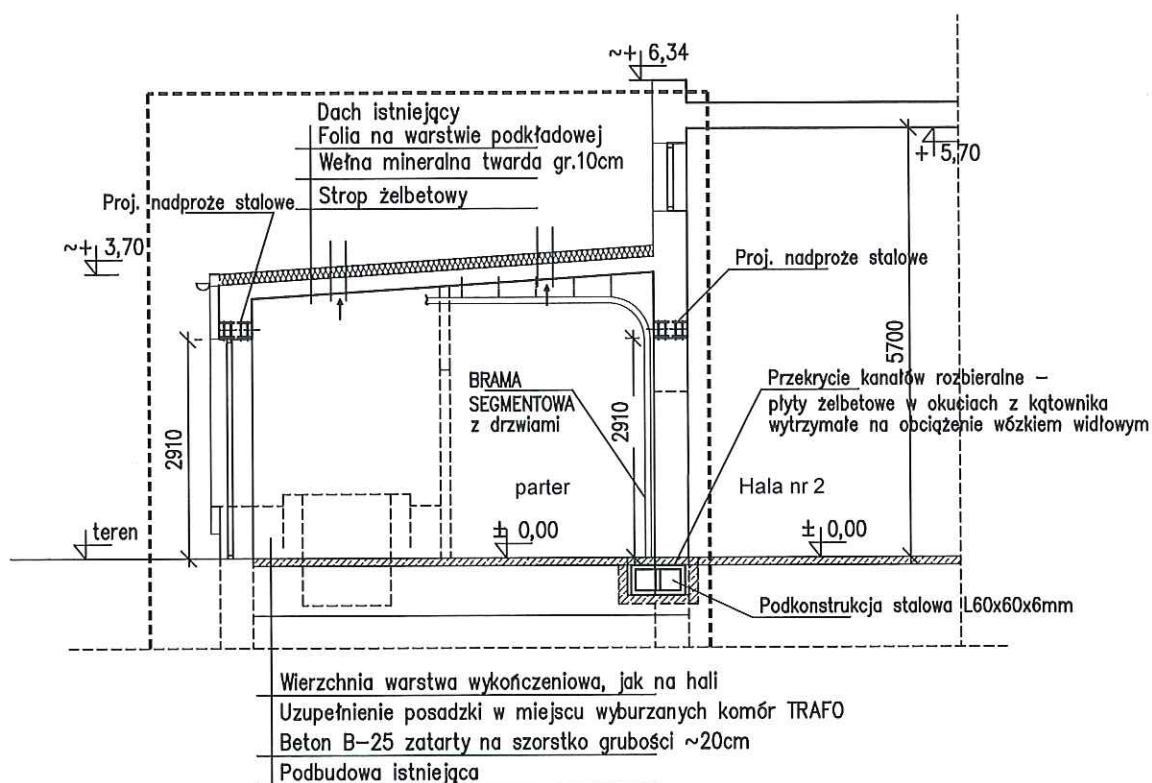 ~+ 6,34
Dach istniejący
Folia na warstwie podkładowej
Wełna mineralna twarda gr.10cm
Strop żelbetowy
+ 5,70
Proj. nadproże stalowe
~+ 3,70
Proj. nadproże stalowe
5700
BRAMA
SEGMENTOWA
z drzwiami
Przekrycie kanałów rozbieralne –
płyty żelbetowe w okuciach z kątownika
wytrzymałe na obciążenie wózkiem widłowym
2910
2910
parter
Hala nr 2
teren
± 0,00
± 0,00
Podkonstrukcja stalowa L60x60x6mm
Wierzchnia warstwa wykończeniowa, jak na hali
Uzupełnienie posadzki w miejscu wyburzanych komór TRAFO
Beton B–25 zatarty na szorstko grubości ~20cm
Podbudowa istniejąca